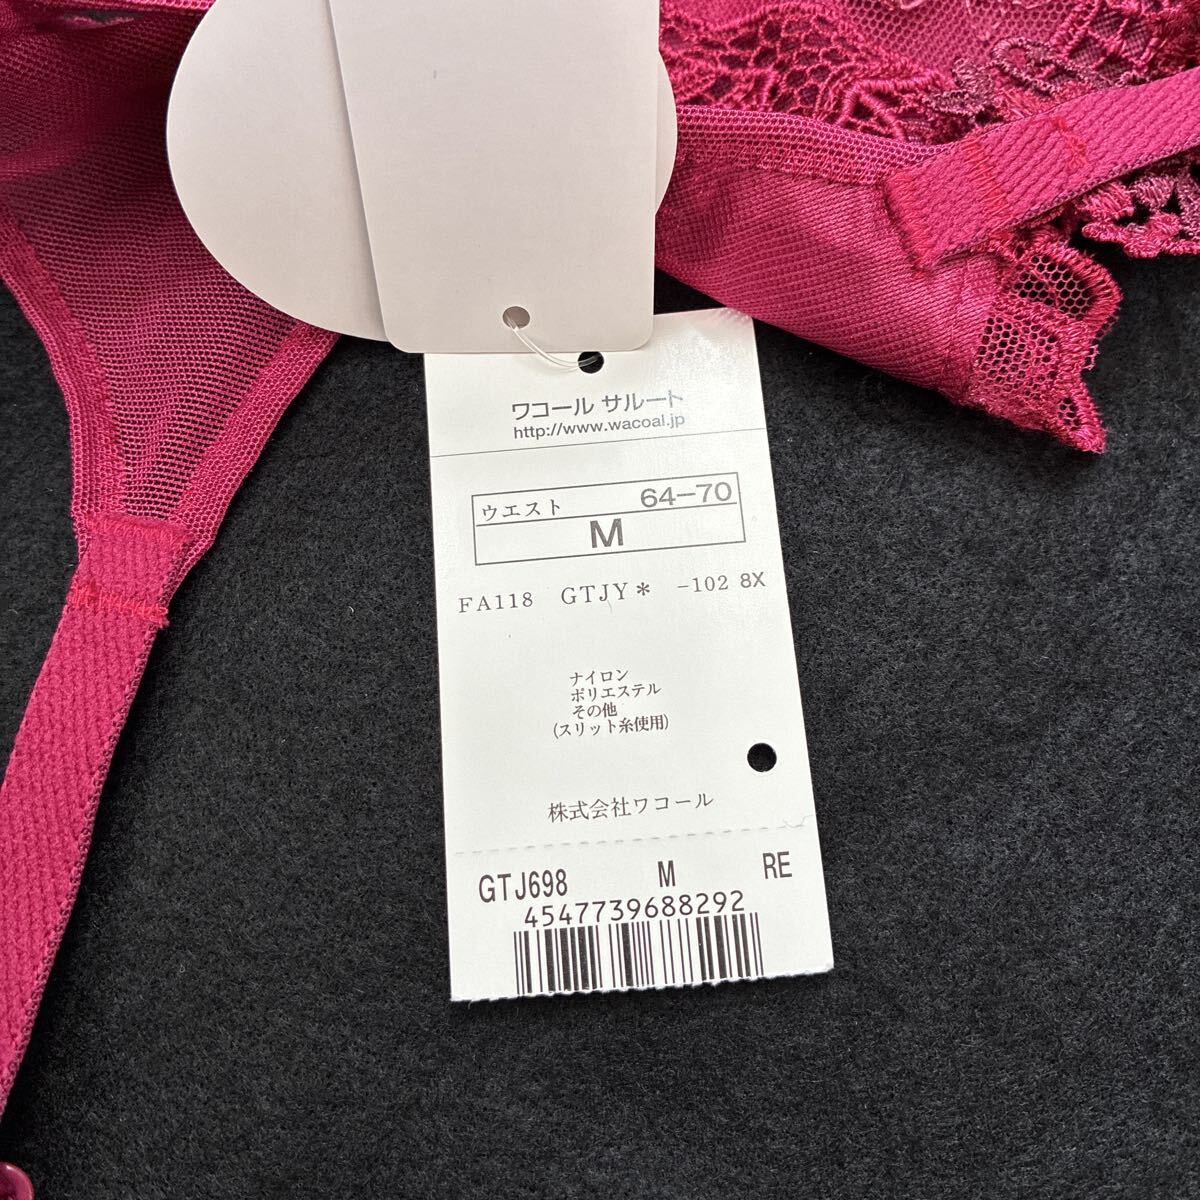 ワコール サルート
http://www.wacoal.jp
ウエスト 64-70
M
FA118 GTJY＊ -102 8X
ナイロン
ポリエステル
その他
(スリット糸使用)
株式会社ワコール
GTJ698 M RE
4547739688292